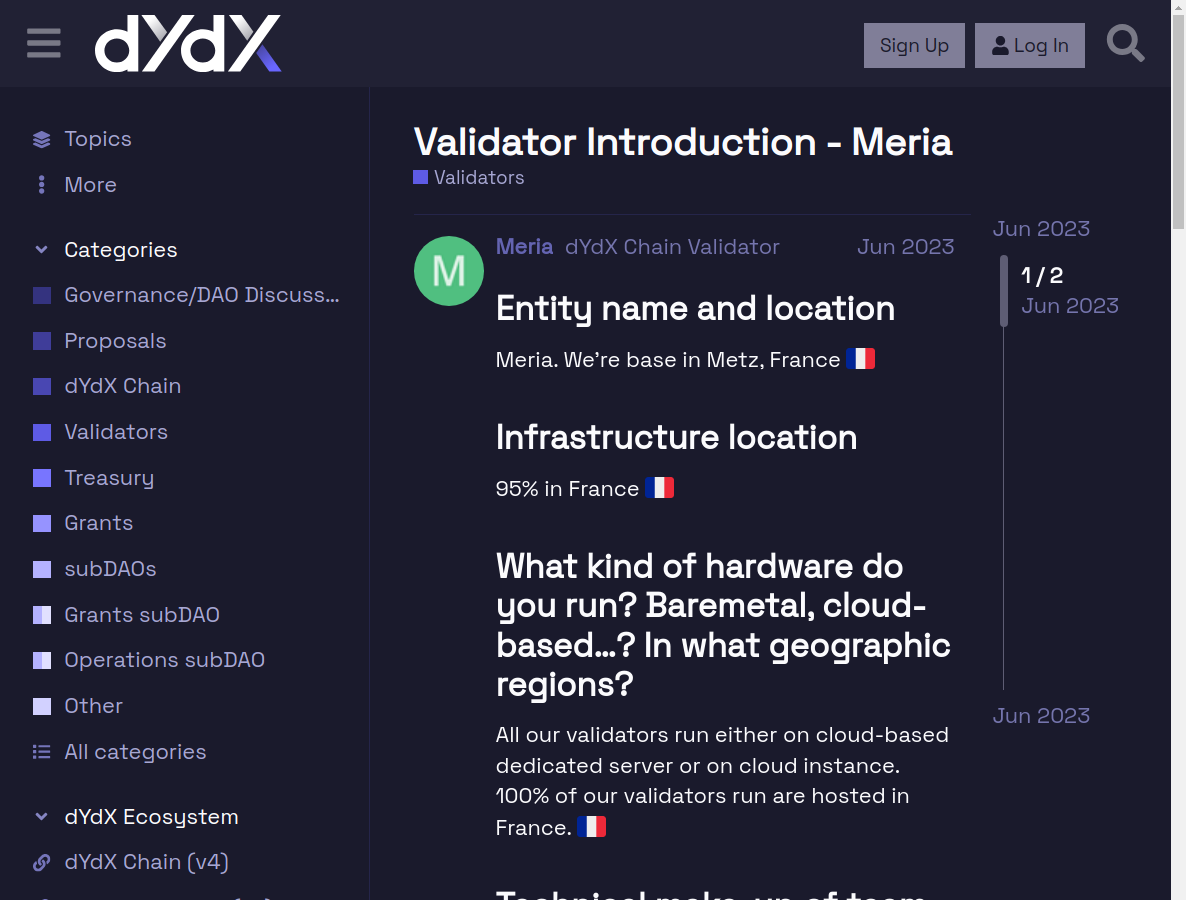 dYdX
Sign Up
Log In
Topics
More
Categories
Governance/DAO Discuss...
Proposals
dYdX Chain
Validators
Treasury
Grants
subDAOs
Grants subDAO
Operations subDAO
Other
All categories
dYdX Ecosystem
dYdX Chain (v4)
Validator Introduction - Meria
Validators
M
Meria dYdX Chain Validator Jun 2023
Entity name and location
Meria. We're base in Metz, France
Infrastructure location
95% in France
What kind of hardware do
you run? Baremetal, cloud-
based...? In what geographic
regions?
All our validators run either on cloud-based
dedicated server or on cloud instance.
100% of our validators run are hosted in
France.
Technical make-up of team
Jun 2023
1 / 2
Jun 2023
Jun 2023